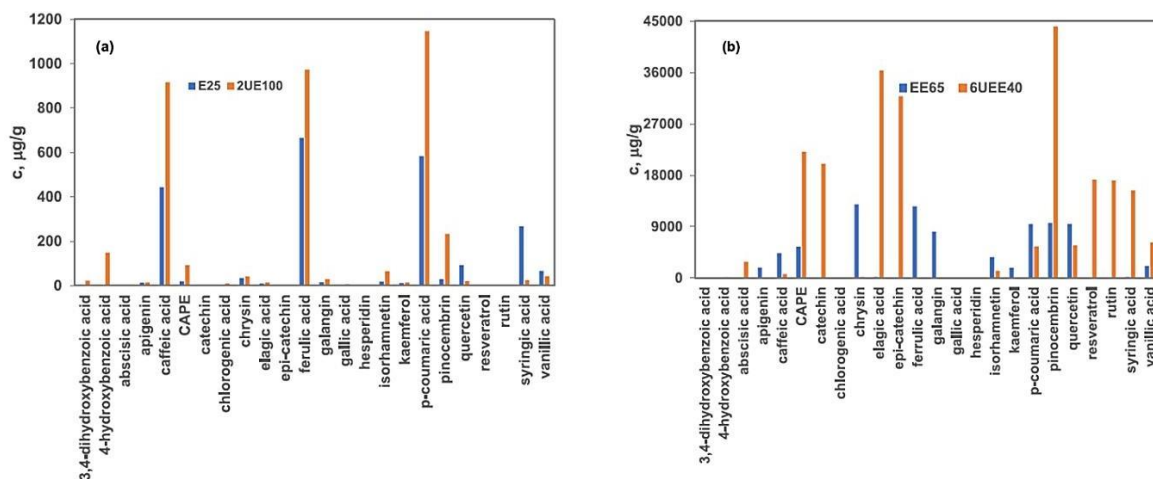 (a)
E25 2UE100
c, µg/g
1200
1000
800
600
400
200
0
3,4-dihydroxybenzoic acid
4-hydroxybenzoic acid
abscisic acid
apigenin
caffeic acid
CAPE
catechin
chlorogenic acid
chrysin
elagic acid
epi-catechin
ferrulic acid
galangin
gallic acid
hesperidin
isorhamnetin
kaemferol
p-coumaric acid
pinocembrin
quercetin
resveratrol
rutin
syringic acid
vanillic acid
(b)
EE65 6UEE40
c, µg/g
45000
36000
27000
18000
9000
0
3,4-dihydroxybenzoic acid
4-hydroxybenzoic acid
abscisic acid
apigenin
caffeic acid
CAPE
catechin
chlorogenic acid
chrysin
elagic acid
epi-catechin
ferrulic acid
galangin
gallic acid
hesperidin
isorhamnetin
kaemferol
p-coumaric acid
pinocembrin
quercetin
resveratrol
rutin
syringic acid
vanillic acid